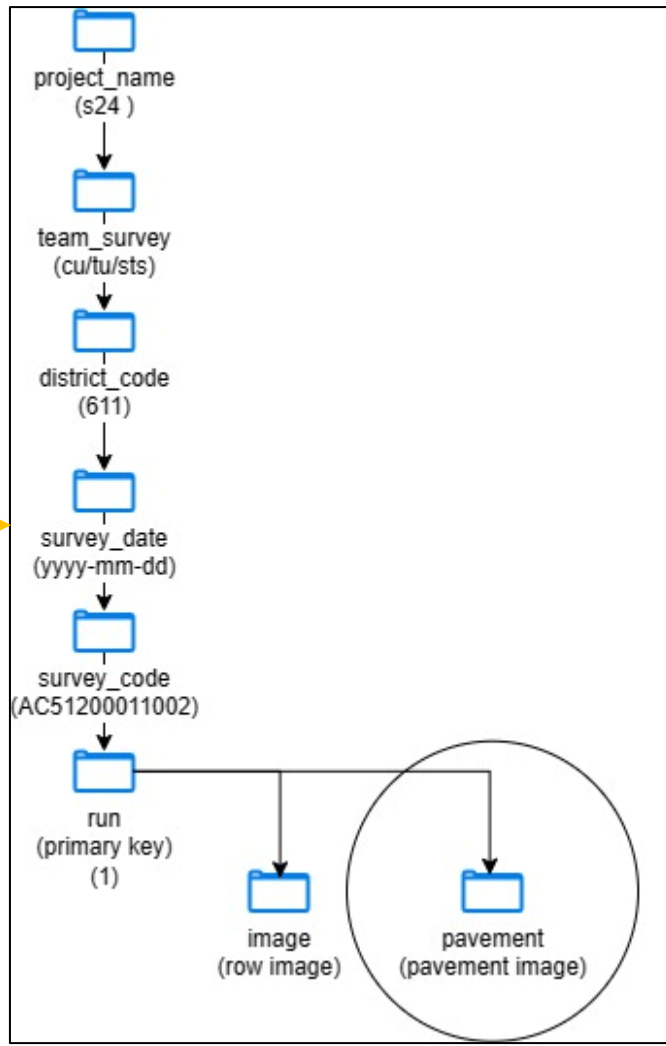 project_name
(s24 )
team_survey
(cu/tu/sts)
district_code
(611)
survey_date
(yyyy-mm-dd)
survey_code
(AC51200011002)
run
(primary key)
(1)
image
(row image)
pavement
(pavement image)